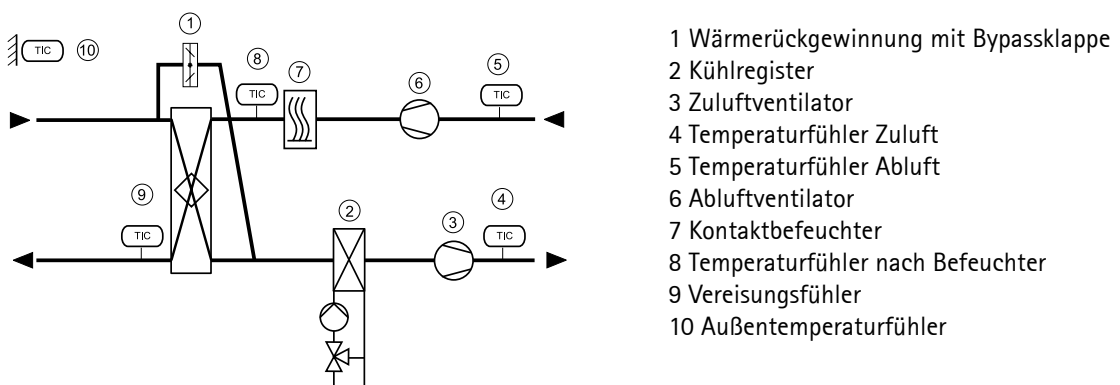 1
TIC 10
8
7
5
6
TIC
TIC
9
2
3
4
TIC
TIC
1 Wärmerückgewinnung mit Bypassklappe
2 Kühlregister
3 Zuluftventilator
4 Temperaturfühler Zuluft
5 Temperaturfühler Abluft
6 Abluftventilator
7 Kontaktbefeuchter
8 Temperaturfühler nach Befeuchter
9 Vereisungsfühler
10 Außentemperaturfühler